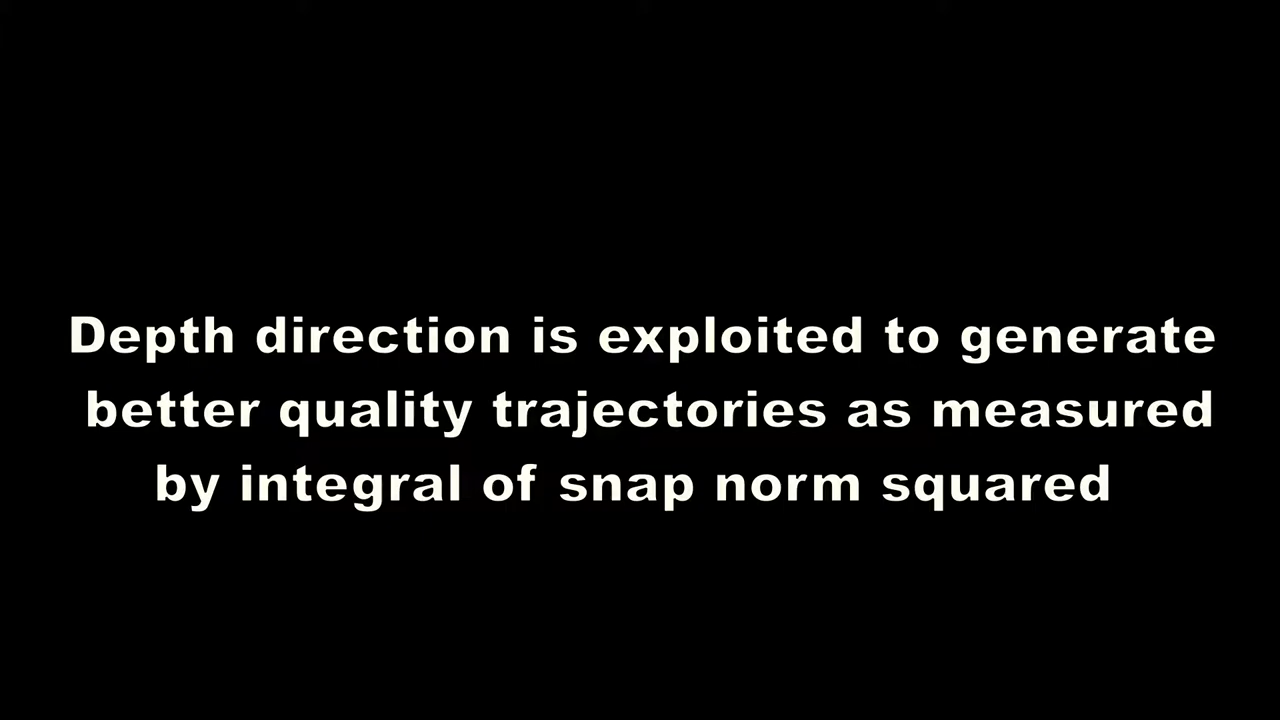 Depth direction is exploited to generate
better quality trajectories as measured
by integral of snap norm squared